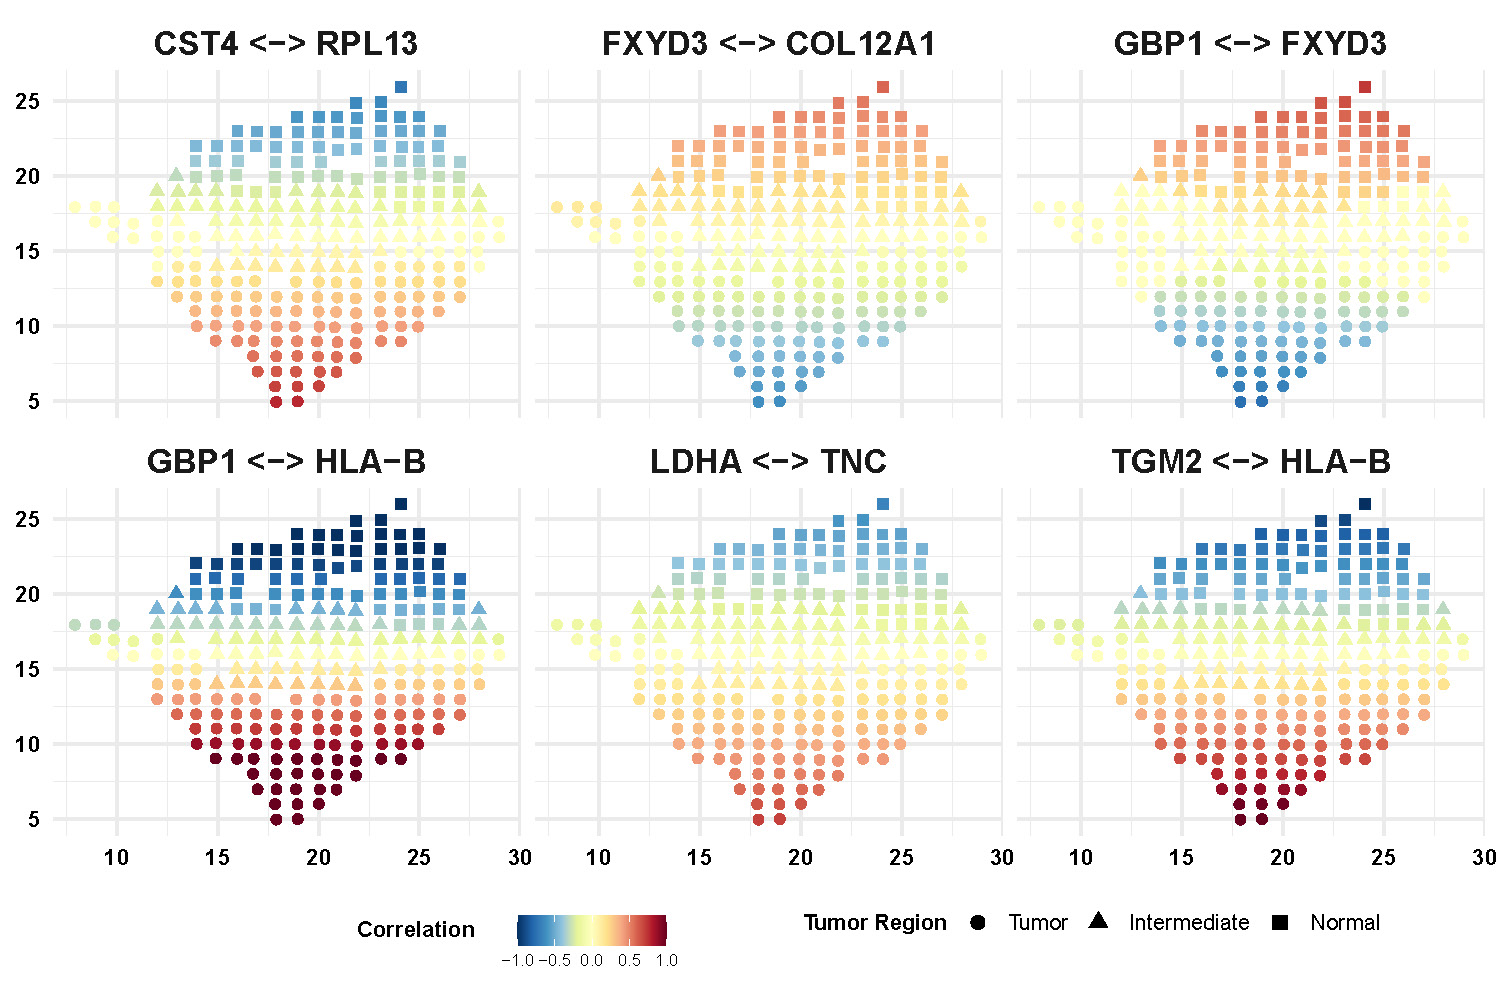 CST4 <−> RPL13
FXYD3 <−> COL12A1
GBP1 <−> FXYD3
25
20
15
10
5
GBP1 <−> HLA−B
LDHA <−> TNC
TGM2 <−> HLA−B
25
20
15
10
5
10 15 20 25 30
10 15 20 25 30
10 15 20 25 30
Correlation
−1.0 −0.5 0.0 0.5 1.0
Tumor Region Tumor Intermediate Normal